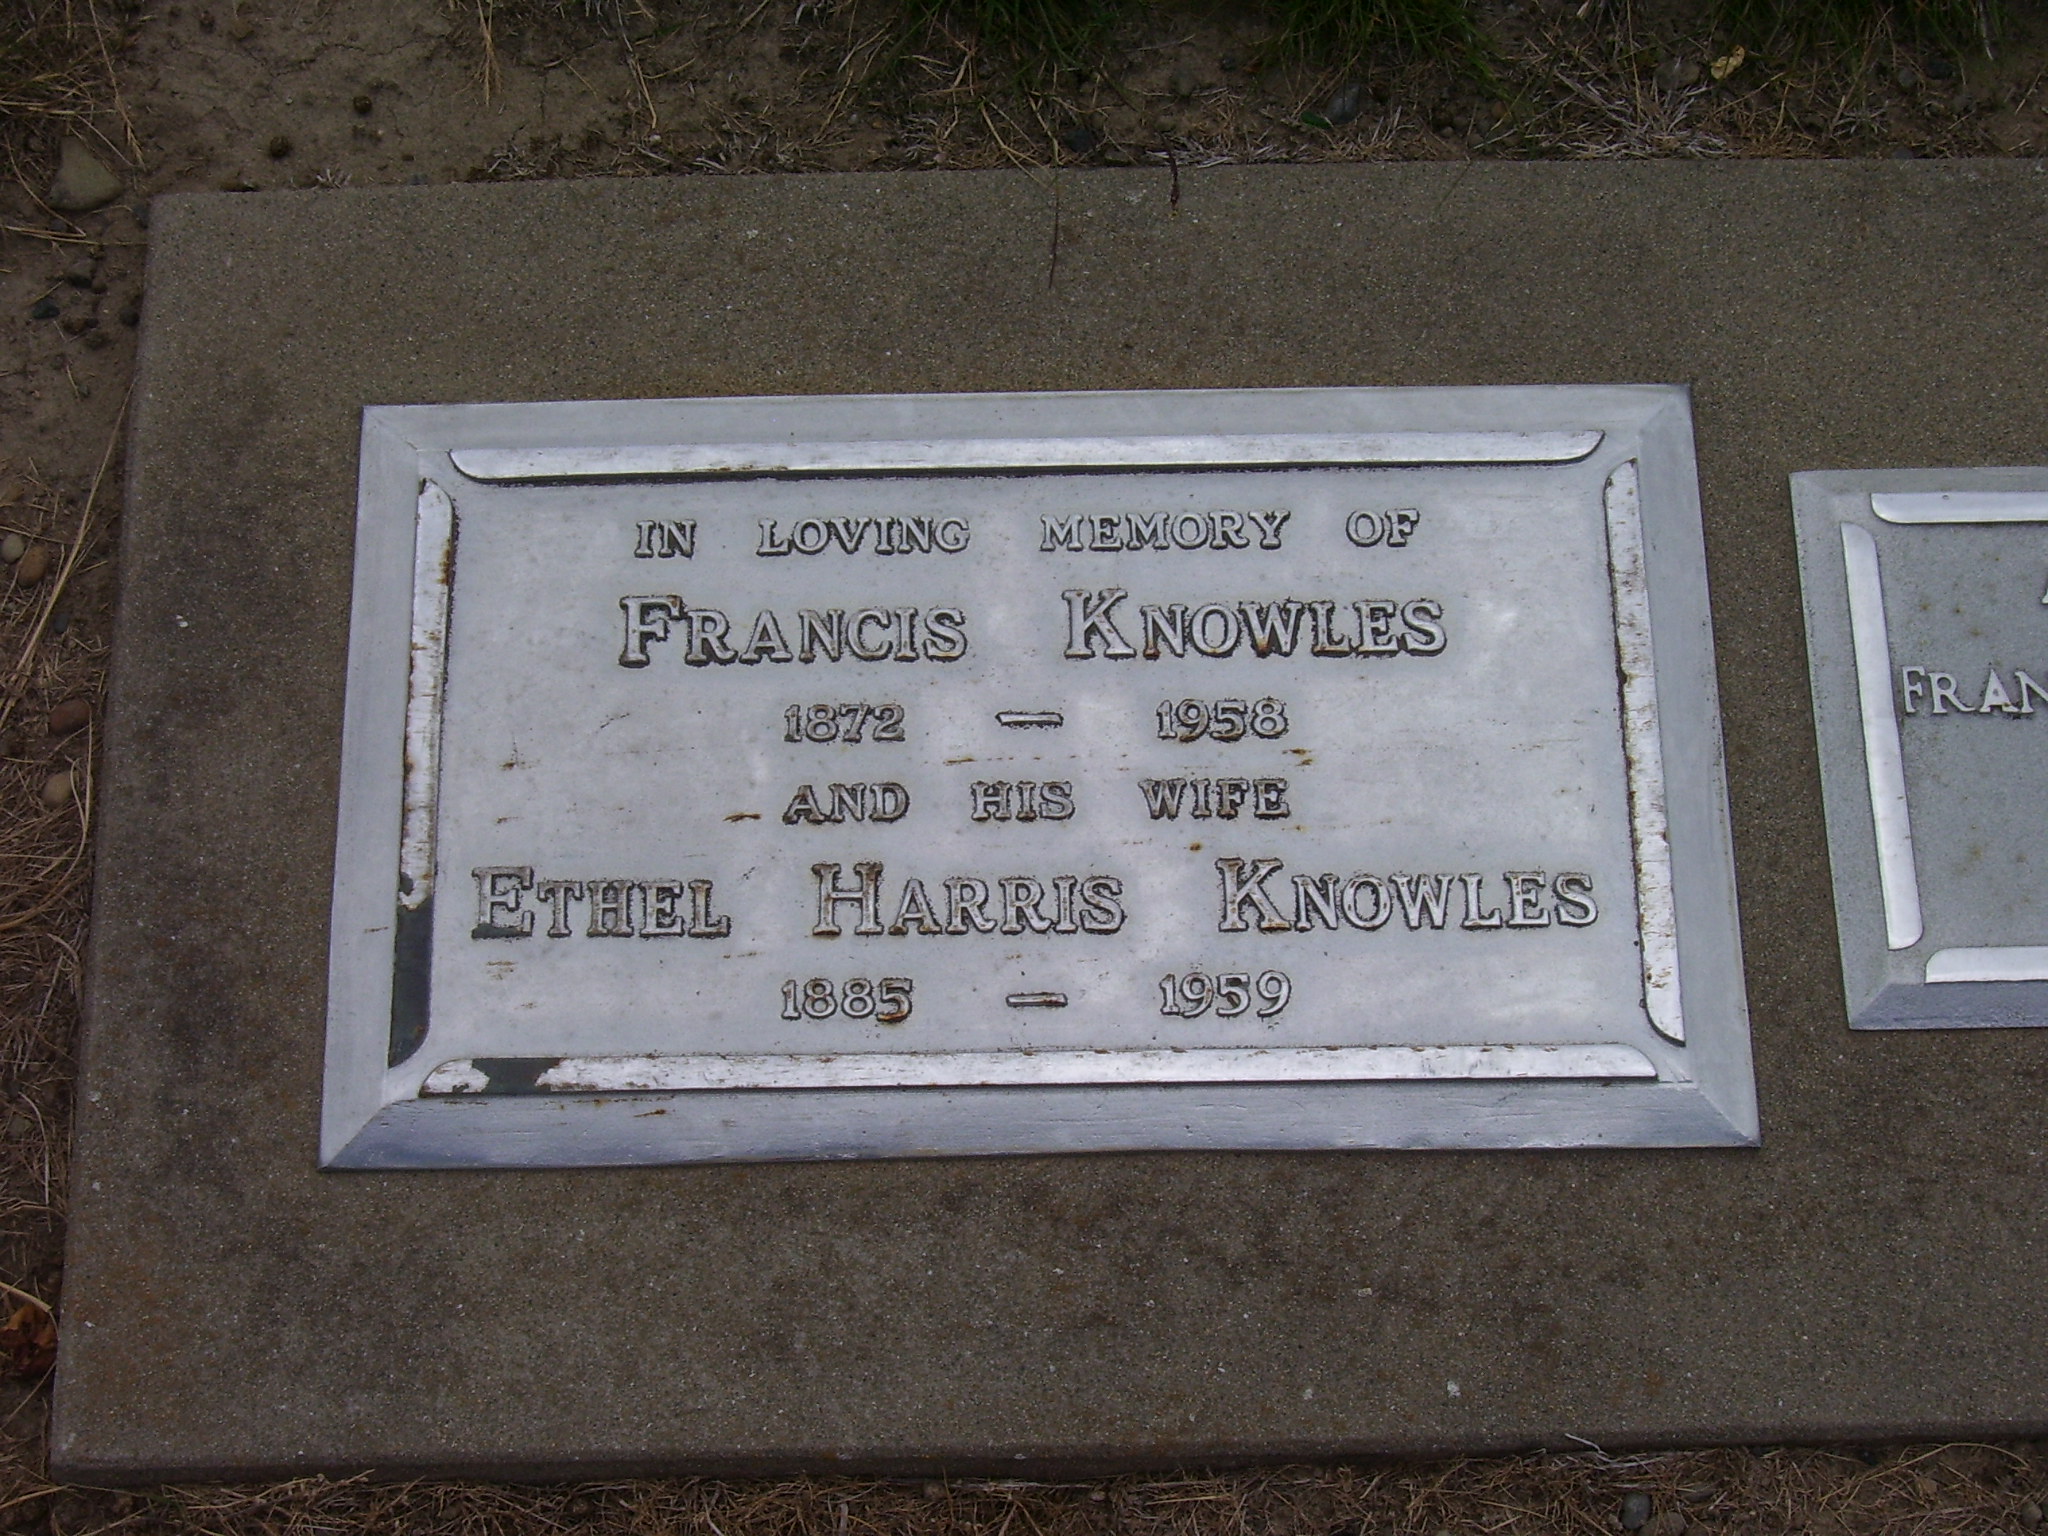 IN LOVING MEMORY OF
FRANCIS KNOWLES
1872 — 1958
AND HIS WIFE
ETHEL HARRIS KNOWLES
1885 — 1959